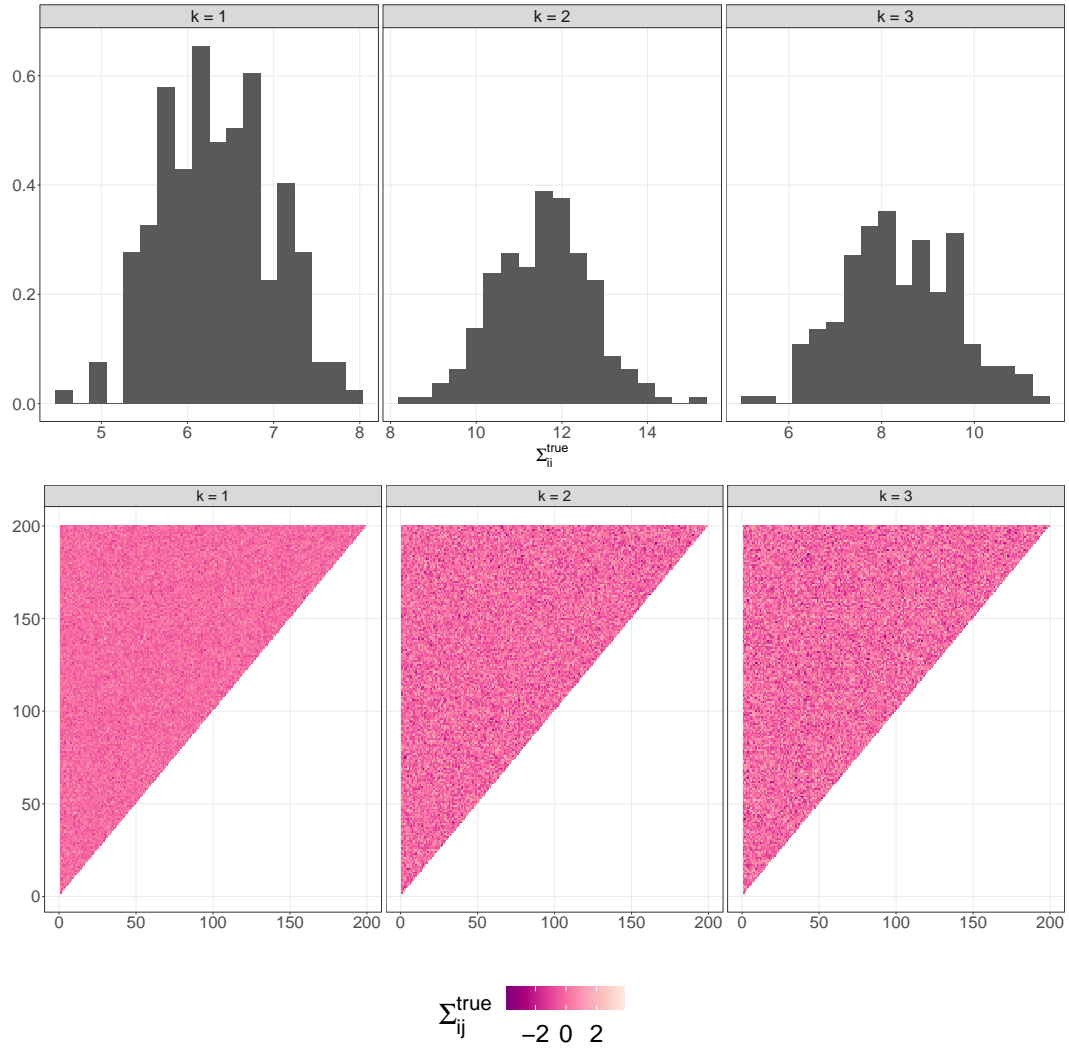 k = 1 k = 2 k = 3
0.6
0.4
0.2
0.0
5 6 7 8 8 10 12 14 6 8 10
Σ_ii^true
k = 1 k = 2 k = 3
200
150
100
50
0
0 50 100 150 200 0 50 100 150 200 0 50 100 150 200
Σ_ij^true
−2 0 2